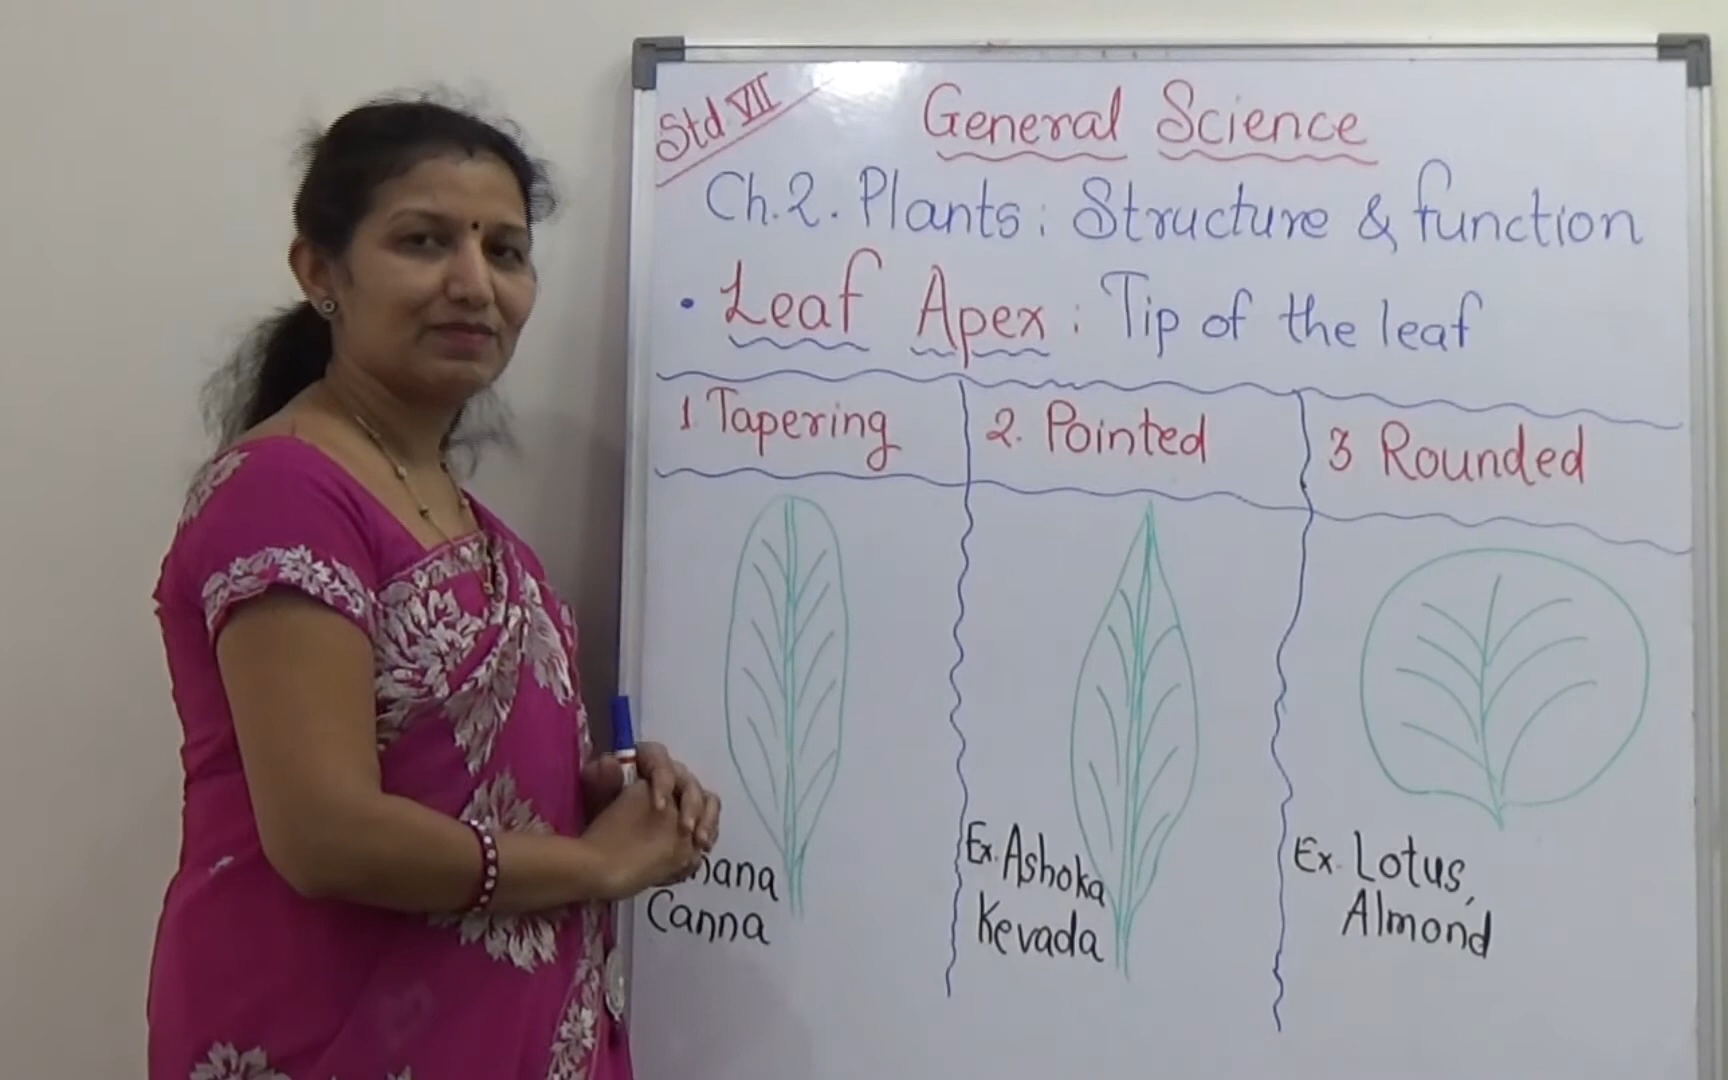 Std. VII
General Science
Ch.2. Plants: Structure & function
• Leaf Apex: Tip of the leaf
1 Tapering
2. Pointed
3 Rounded
Canna
Ex. Ashoka
Kevada
Ex. Lotus,
Almond